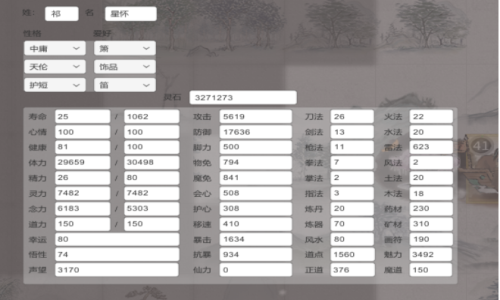 姓: 祁 名 星怀
性格 爱好:
中庸 箫
天伦 饰品
护短 笛
灵石 3271273
寿命 25 / 1062 攻击 5619 刀法 26 火法 22
心情 100 / 100 防御 17636 剑法 13 水法 20
健康 81 / 100 脚力 500 枪法 11 雷法 623
体力 29659 / 30498 物免 794 拳法 7 风法 2
精力 26 / 80 魔免 841 掌法 2 土法 20
灵力 7482 / 7482 会心 508 指法 3 木法 18
念力 6183 / 5303 护心 308 炼丹 20 药材 230
道力 150 / 150 移速 410 炼器 70 矿材 310
幸运 80 暴击 1634 风水 80 画符 190
悟性 74 抗暴 934 道点 1560 魅力 3492
声望 3170 仙力 0 正道 376 魔道 150
41